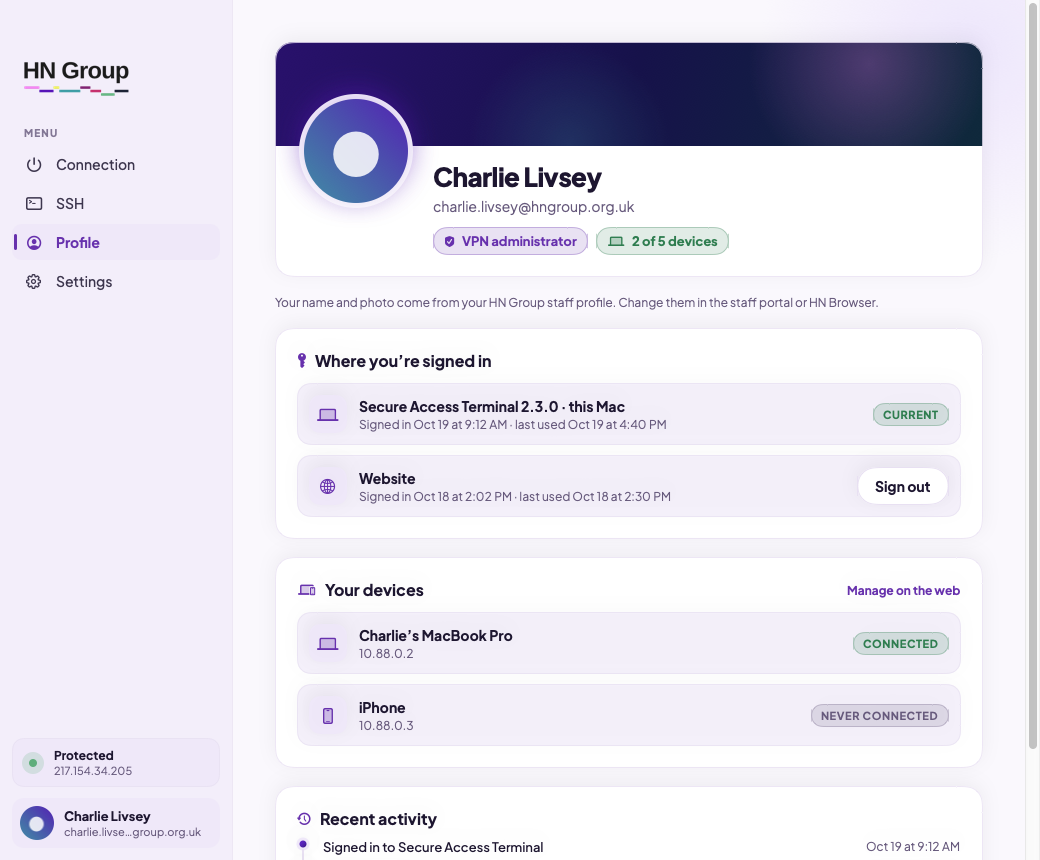 HN Group
MENU
Connection
SSH
Profile
Settings
Protected
217.154.34.205
Charlie Livsey
charlie.livse…group.org.uk
Charlie Livsey
charlie.livsey@hngroup.org.uk
VPN administrator
2 of 5 devices
Your name and photo come from your HN Group staff profile. Change them in the staff portal or HN Browser.
Where you’re signed in
Secure Access Terminal 2.3.0 · this Mac
Signed in Oct 19 at 9:12 AM · last used Oct 19 at 4:40 PM
CURRENT
Website
Signed in Oct 18 at 2:02 PM · last used Oct 18 at 2:30 PM
Sign out
Your devices
Manage on the web
Charlie’s MacBook Pro
10.88.0.2
CONNECTED
iPhone
10.88.0.3
NEVER CONNECTED
Recent activity
Signed in to Secure Access Terminal
Oct 19 at 9:12 AM